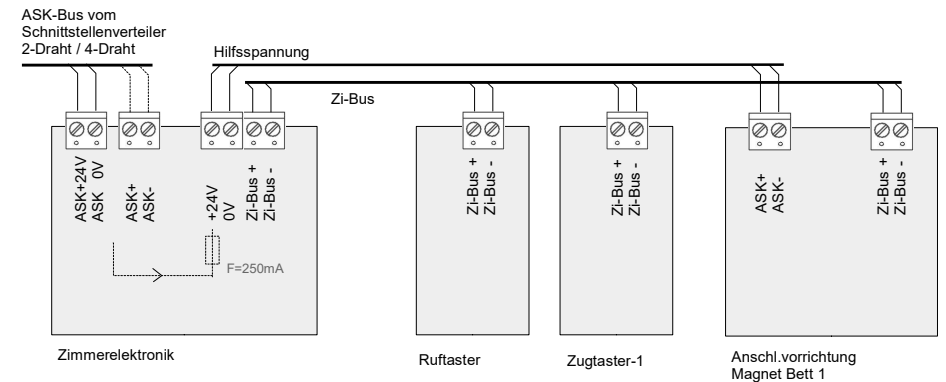 ASK-Bus vom
Schnittstellenverteiler
2-Draht / 4-Draht
Hilfsspannung
Zi-Bus
ASK+24V
ASK 0V
ASK+
ASK-
+24V
0V
Zi-Bus +
Zi-Bus -
Zi-Bus +
Zi-Bus -
Zi-Bus +
Zi-Bus -
ASK+
ASK-
Zi-Bus +
Zi-Bus -
F=250mA
Zimmerelektronik
Ruftaster
Zugtaster-1
Anschl.vorrichtung
Magnet Bett 1